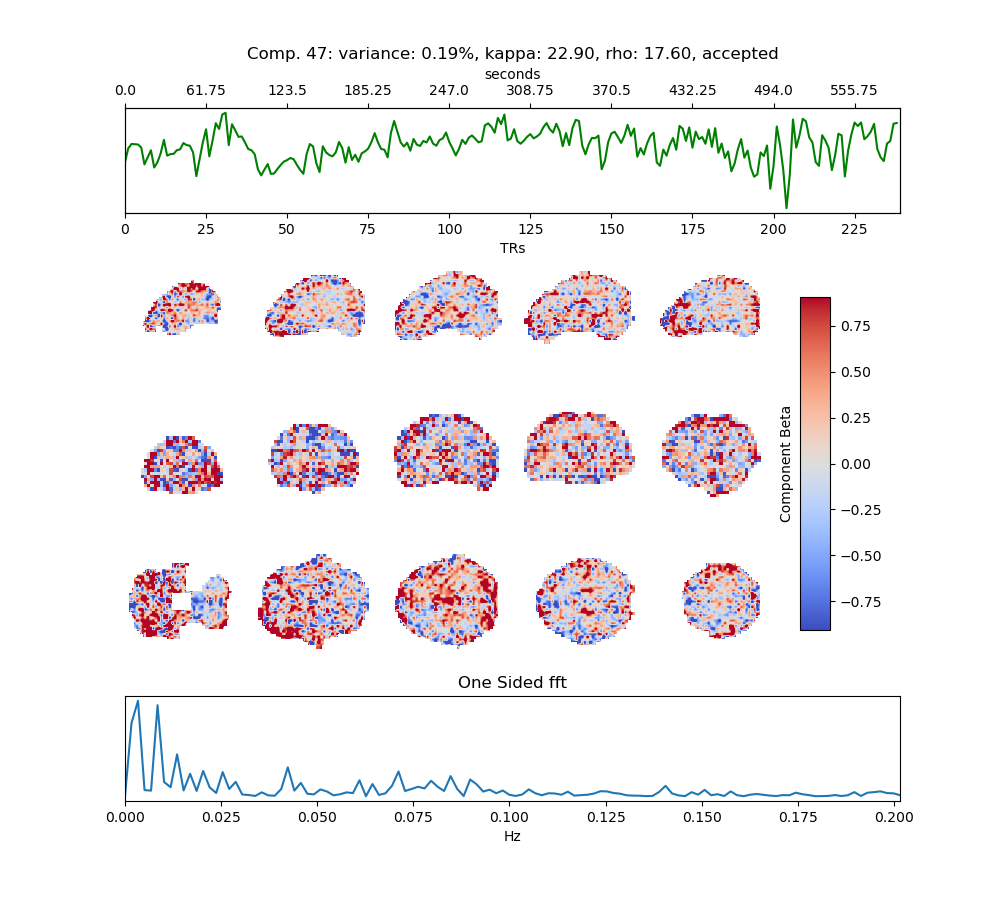 Comp. 47: variance: 0.19%, kappa: 22.90, rho: 17.60, accepted
seconds
0.0 61.75 123.5 185.25 247.0 308.75 370.5 432.25 494.0 555.75
0 25 50 75 100 125 150 175 200 225
TRs
0.75
0.50
0.25
0.00
−0.25
−0.50
−0.75
Component Beta
One Sided fft
0.000 0.025 0.050 0.075 0.100 0.125 0.150 0.175 0.200
Hz